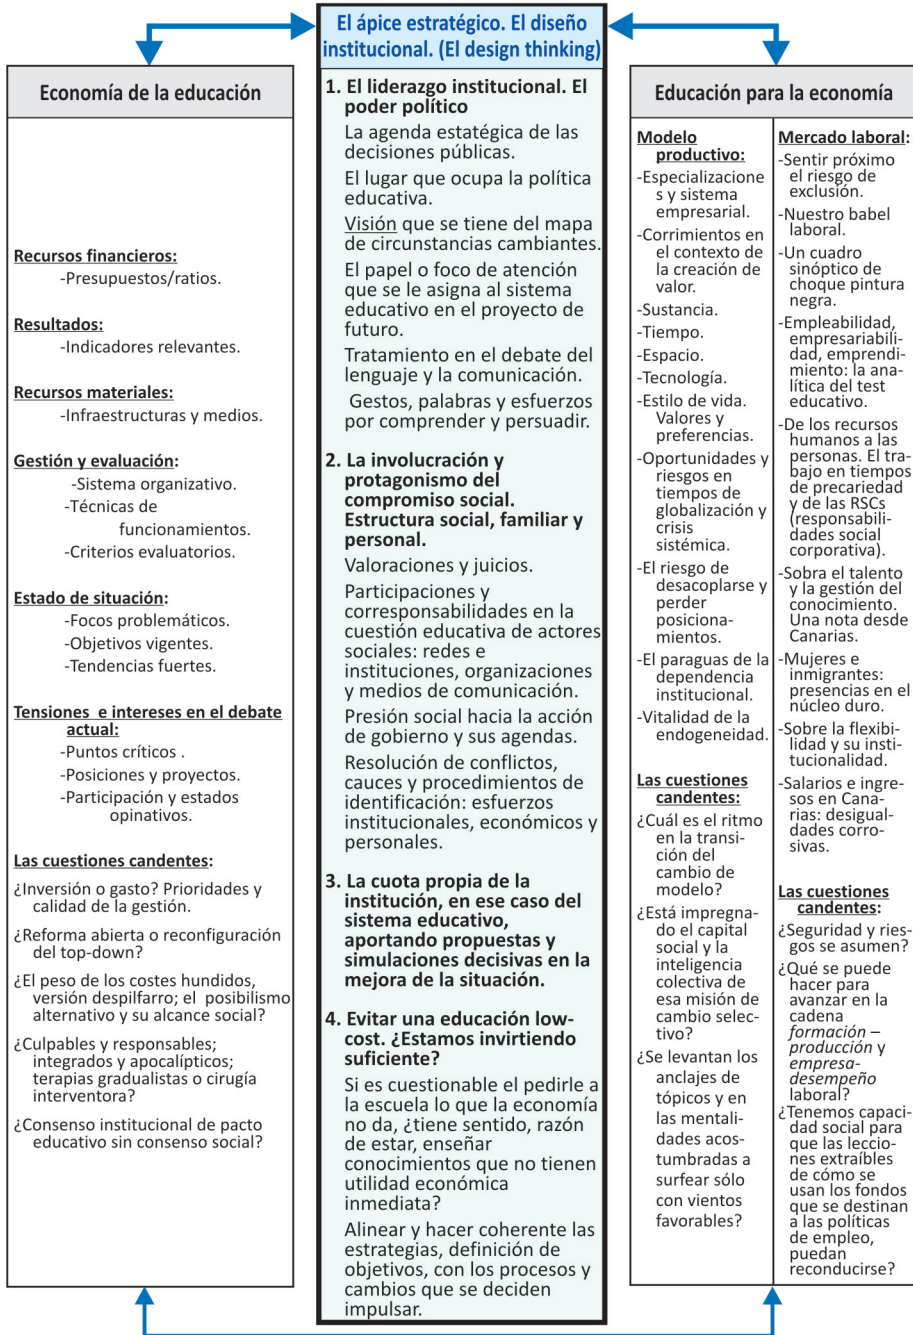 El ápice estratégico. El diseño
institucional. (El design thinking)
Economía de la educación
Recursos financieros:
-Presupuestos/ratios.
Resultados:
-Indicadores relevantes.
Recursos materiales:
-Infraestructuras y medios.
Gestión y evaluación:
-Sistema organizativo.
-Técnicas de
funcionamientos.
-Criterios evaluatorios.
Estado de situación:
-Focos problemáticos.
-Objetivos vigentes.
-Tendencias fuertes.
Tensiones e intereses en el debate
actual:
-Puntos críticos .
-Posiciones y proyectos.
-Participación y estados
opinativos.
Las cuestiones candentes:
¿Inversión o gasto? Prioridades y
calidad de la gestión.
¿Reforma abierta o reconfiguración
del top-down?
¿El peso de los costes hundidos,
versión despilfarro; el posibilismo
alternativo y su alcance social?
¿Culpables y responsables;
integrados y apocalípticos;
terapias gradualistas o cirugía
interventora?
¿Consenso institucional de pacto
educativo sin consenso social?
1. El liderazgo institucional. El
poder político
La agenda estatégica de las
decisiones públicas.
El lugar que ocupa la política
educativa.
Visión que se tiene del mapa
de circunstancias cambiantes.
El papel o foco de atención
que se le asigna al sistema
educativo en el proyecto de
futuro.
Tratamiento en el debate del
lenguaje y la comunicación.
Gestos, palabras y esfuerzos
por comprender y persuadir.
2. La involucración y
protagonismo del
compromiso social.
Estructura social, familiar y
personal.
Valoraciones y juicios.
Participaciones y
corresponsabilidades en la
cuestión educativa de actores
sociales: redes e
instituciones, organizaciones
y medios de comunicación.
Presión social hacia la acción
de gobierno y sus agendas.
Resolución de conflictos,
cauces y procedimientos de
identificación: esfuerzos
institucionales, económicos y
personales.
3. La cuota propia de la
institución, en ese caso del
sistema educativo,
aportando propuestas y
simulaciones decisivas en la
mejora de la situación.
4. Evitar una educación low-
cost. ¿Estamos invirtiendo
suficiente?
Si es cuestionable el pedirle a
la escuela lo que la economía
no da, ¿tiene sentido, razón
de estar, enseñar
conocimientos que no tienen
utilidad económica
inmediata?
Alinear y hacer coherente las
estrategias, definición de
objetivos, con los procesos y
cambios que se deciden
impulsar.
Educación para la economía
Modelo
productivo:
-Especializacione
s y sistema
empresarial.
-Corrimientos en
el contexto de
la creación de
valor.
-Sustancia.
-Tiempo.
-Espacio.
-Tecnología.
-Estilo de vida.
Valores y
preferencias.
-Oportunidades y
riesgos en
tiempos de
globalización y
crisis
sistémica.
-El riesgo de
desacoplarse y
perder
posiciona-
mientos.
-El paraguas de la
dependencia
institucional.
-Vitalidad de la
endogeneidad.
Las cuestiones
candentes:
¿Cuál es el ritmo
en la transi-
ción del
cambio de
modelo?
¿Está impregna-
do el capital
social y la
inteligencia
colectiva de
esa misión de
cambio selec-
tivo?
¿Se levantan los
anclajes de
tópicos y en
las mentali-
dades acos-
tumbradas a
surfear sólo
con vientos
favorables?
Mercado laboral:
-Sentir próximo
el riesgo de
exclusión.
-Nuestro babel
laboral.
-Un cuadro
sinóptico de
choque pintura
negra.
-Empleabilidad,
empresariabili-
dad, emprendi-
miento: la ana-
lítica del test
educativo.
-De los recursos
humanos a las
personas. El tra-
bajo en tiempos
de precariedad
y de las RSCs
(responsabili-
dades social
corporativa).
-Sobra el talento
y la gestión del
conocimiento.
Una nota desde
Canarias.
-Mujeres e
inmigrantes:
presencias en el
núcleo duro.
-Sobre la flexibi-
lidad y su insti-
tucionalidad.
-Salarios e ingre-
sos en Cana-
rias: desigual-
dades corro-
sivas.
Las cuestiones
candentes:
¿Seguridad y ries-
gos se asumen?
¿Qué se puede
hacer para
avanzar en la
cadena
formación –
producción y
empresa-
desempeño
laboral?
¿Tenemos capaci-
dad social para
que las leccio-
nes extraíbles
de cómo se
usan los fondos
que se destinan
a las políticas
de empleo,
puedan
reconducirse?